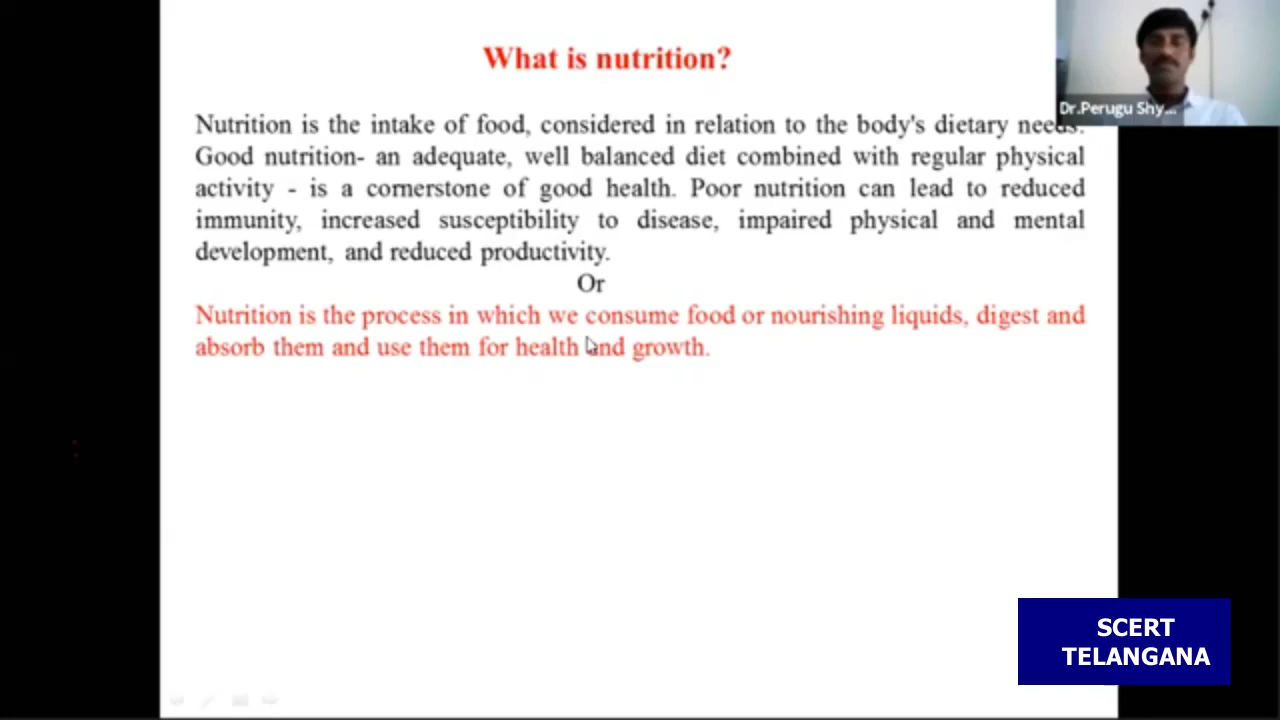 What is nutrition?
Dr.Perugu Shy...
Nutrition is the intake of food, considered in relation to the body's dietary needs.
Good nutrition- an adequate, well balanced diet combined with regular physical
activity - is a cornerstone of good health. Poor nutrition can lead to reduced
immunity, increased susceptibility to disease, impaired physical and mental
development, and reduced productivity.
Or
Nutrition is the process in which we consume food or nourishing liquids, digest and
absorb them and use them for health and growth.
SCERT
TELANGANA